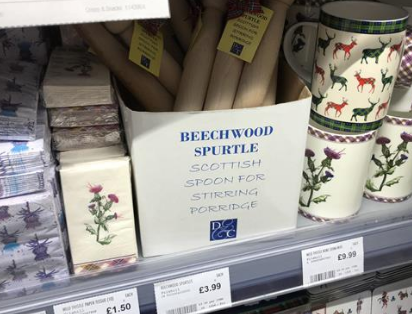 BEECHWOOD
SPURTLE
SCOTTISH
SPOON FOR
STIRRING
PORRIDGE
D&C
£1.50
£3.99
£9.99